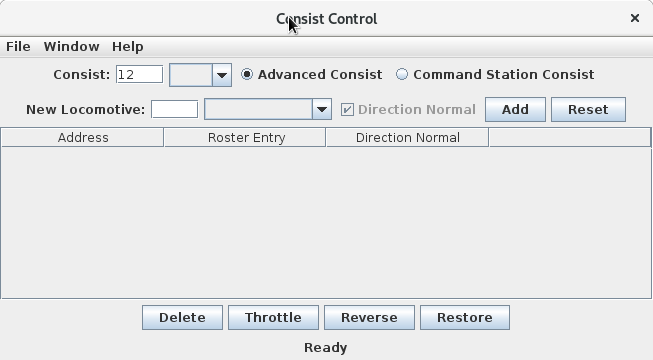 Consist Control
File Window Help
Consist: 12 Advanced Consist Command Station Consist
New Locomotive: Direction Normal Add Reset
Address Roster Entry Direction Normal
Delete Throttle Reverse Restore
Ready